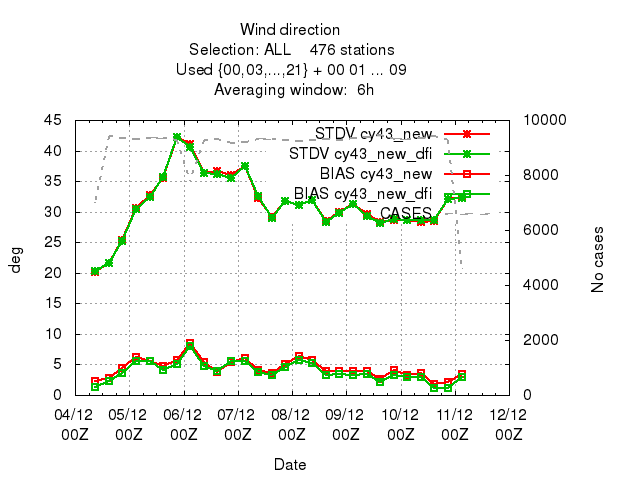 Wind direction
Selection: ALL 476 stations
Used {00,03,...,21} + 00 01 ... 09
Averaging window: 6h
45
40
35
30
25
20
15
10
5
0
deg
10000
8000
6000
4000
2000
0
No cases
STDV cy43_new
STDV cy43_new_dfi
BIAS cy43_new
BIAS cy43_new_dfi
CASES
04/12 05/12 06/12 07/12 08/12 09/12 10/12 11/12 12/12
00Z 00Z 00Z 00Z 00Z 00Z 00Z 00Z 00Z
Date